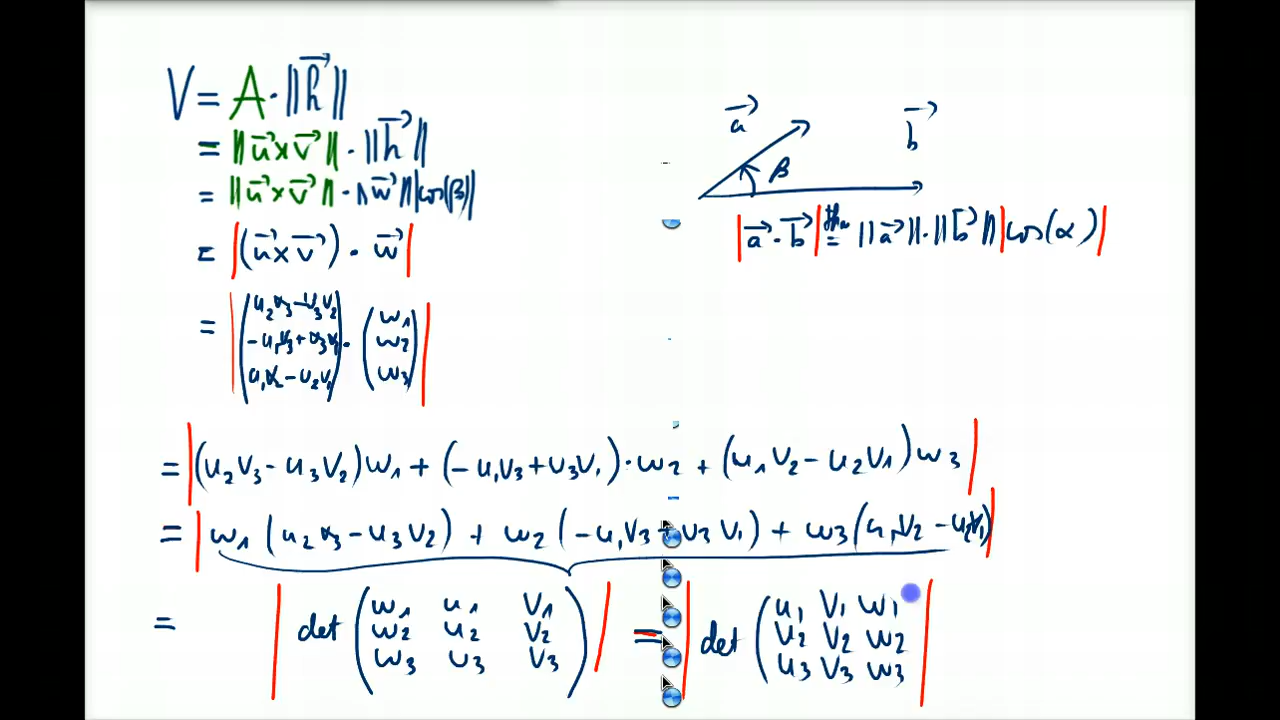 V = A · ||h⃗||
= ||u⃗×v⃗|| · ||h⃗||
= ||u⃗×v⃗|| · ||w⃗|| |cos(β)|
= |(u⃗×v⃗) · w⃗|
= |(u₂v₃ - u₃v₂
-u₁v₃ + u₃v₁
u₁v₂ - u₂v₁) · (w₁
w₂
w₃)|
a⃗
b⃗
β
|a⃗ · b⃗| = ||a⃗|| · ||b⃗|| |cos(α)|
= |(u₂v₃ - u₃v₂)w₁ + (-u₁v₃ + u₃v₁) · w₂ + (u₁v₂ - u₂v₁)w₃|
= |w₁(u₂v₃ - u₃v₂) + w₂(-u₁v₃ + u₃v₁) + w₃(u₁v₂ - u₂v₁)|
= |det (w₁ u₁ v₁
w₂ u₂ v₂
w₃ u₃ v₃)|
= |det (u₁ v₁ w₁
u₂ v₂ w₂
u₃ v₃ w₃)|